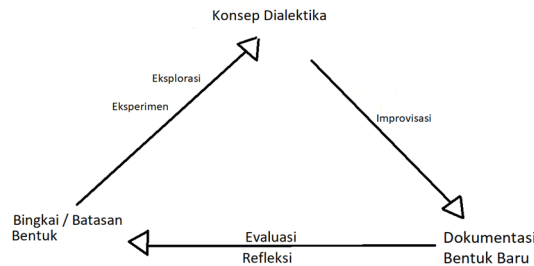 Konsep Dialektika
Eksplorasi
Eksperimen
Improvisasi
Bingkai / Batasan
Bentuk
Evaluasi
Refleksi
Dokumentasi
Bentuk Baru